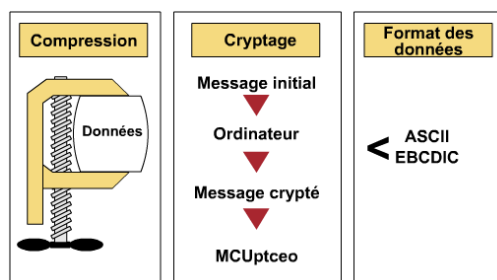 Compression
Données
Cryptage
Message initial
Ordinateur
Message crypté
MCUptceo
Format des
données
< ASCII
EBCDIC